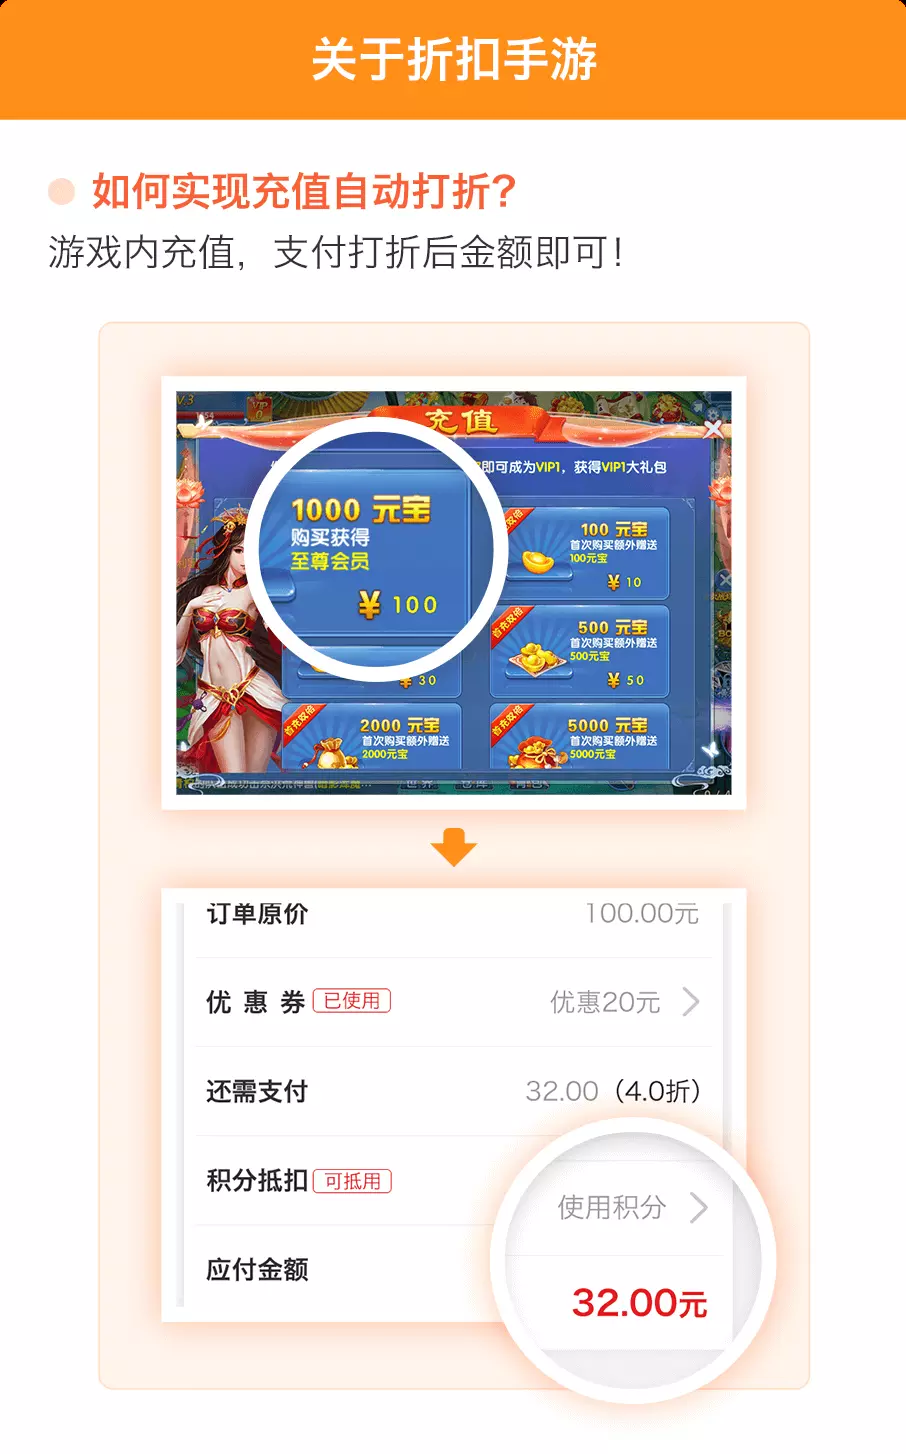 关于折扣手游
如何实现充值自动打折?
游戏内充值，支付打折后金额即可！
充值
即可成为VIP1，获得VIP1大礼包
1000 元宝
购买获得
至尊会员
¥ 100
100 元宝
首次购买额外赠送
100元宝
¥ 10
首充双倍
500 元宝
首次购买额外赠送
500元宝
¥ 50
¥ 30
首充双倍
2000 元宝
首次购买额外赠送
2000元宝
首充双倍
5000 元宝
首次购买额外赠送
5000元宝
订单原价 100.00元
优惠券 已使用 优惠20元
还需支付 32.00（4.0折）
积分抵扣 可抵用 使用积分
应付金额 32.00元